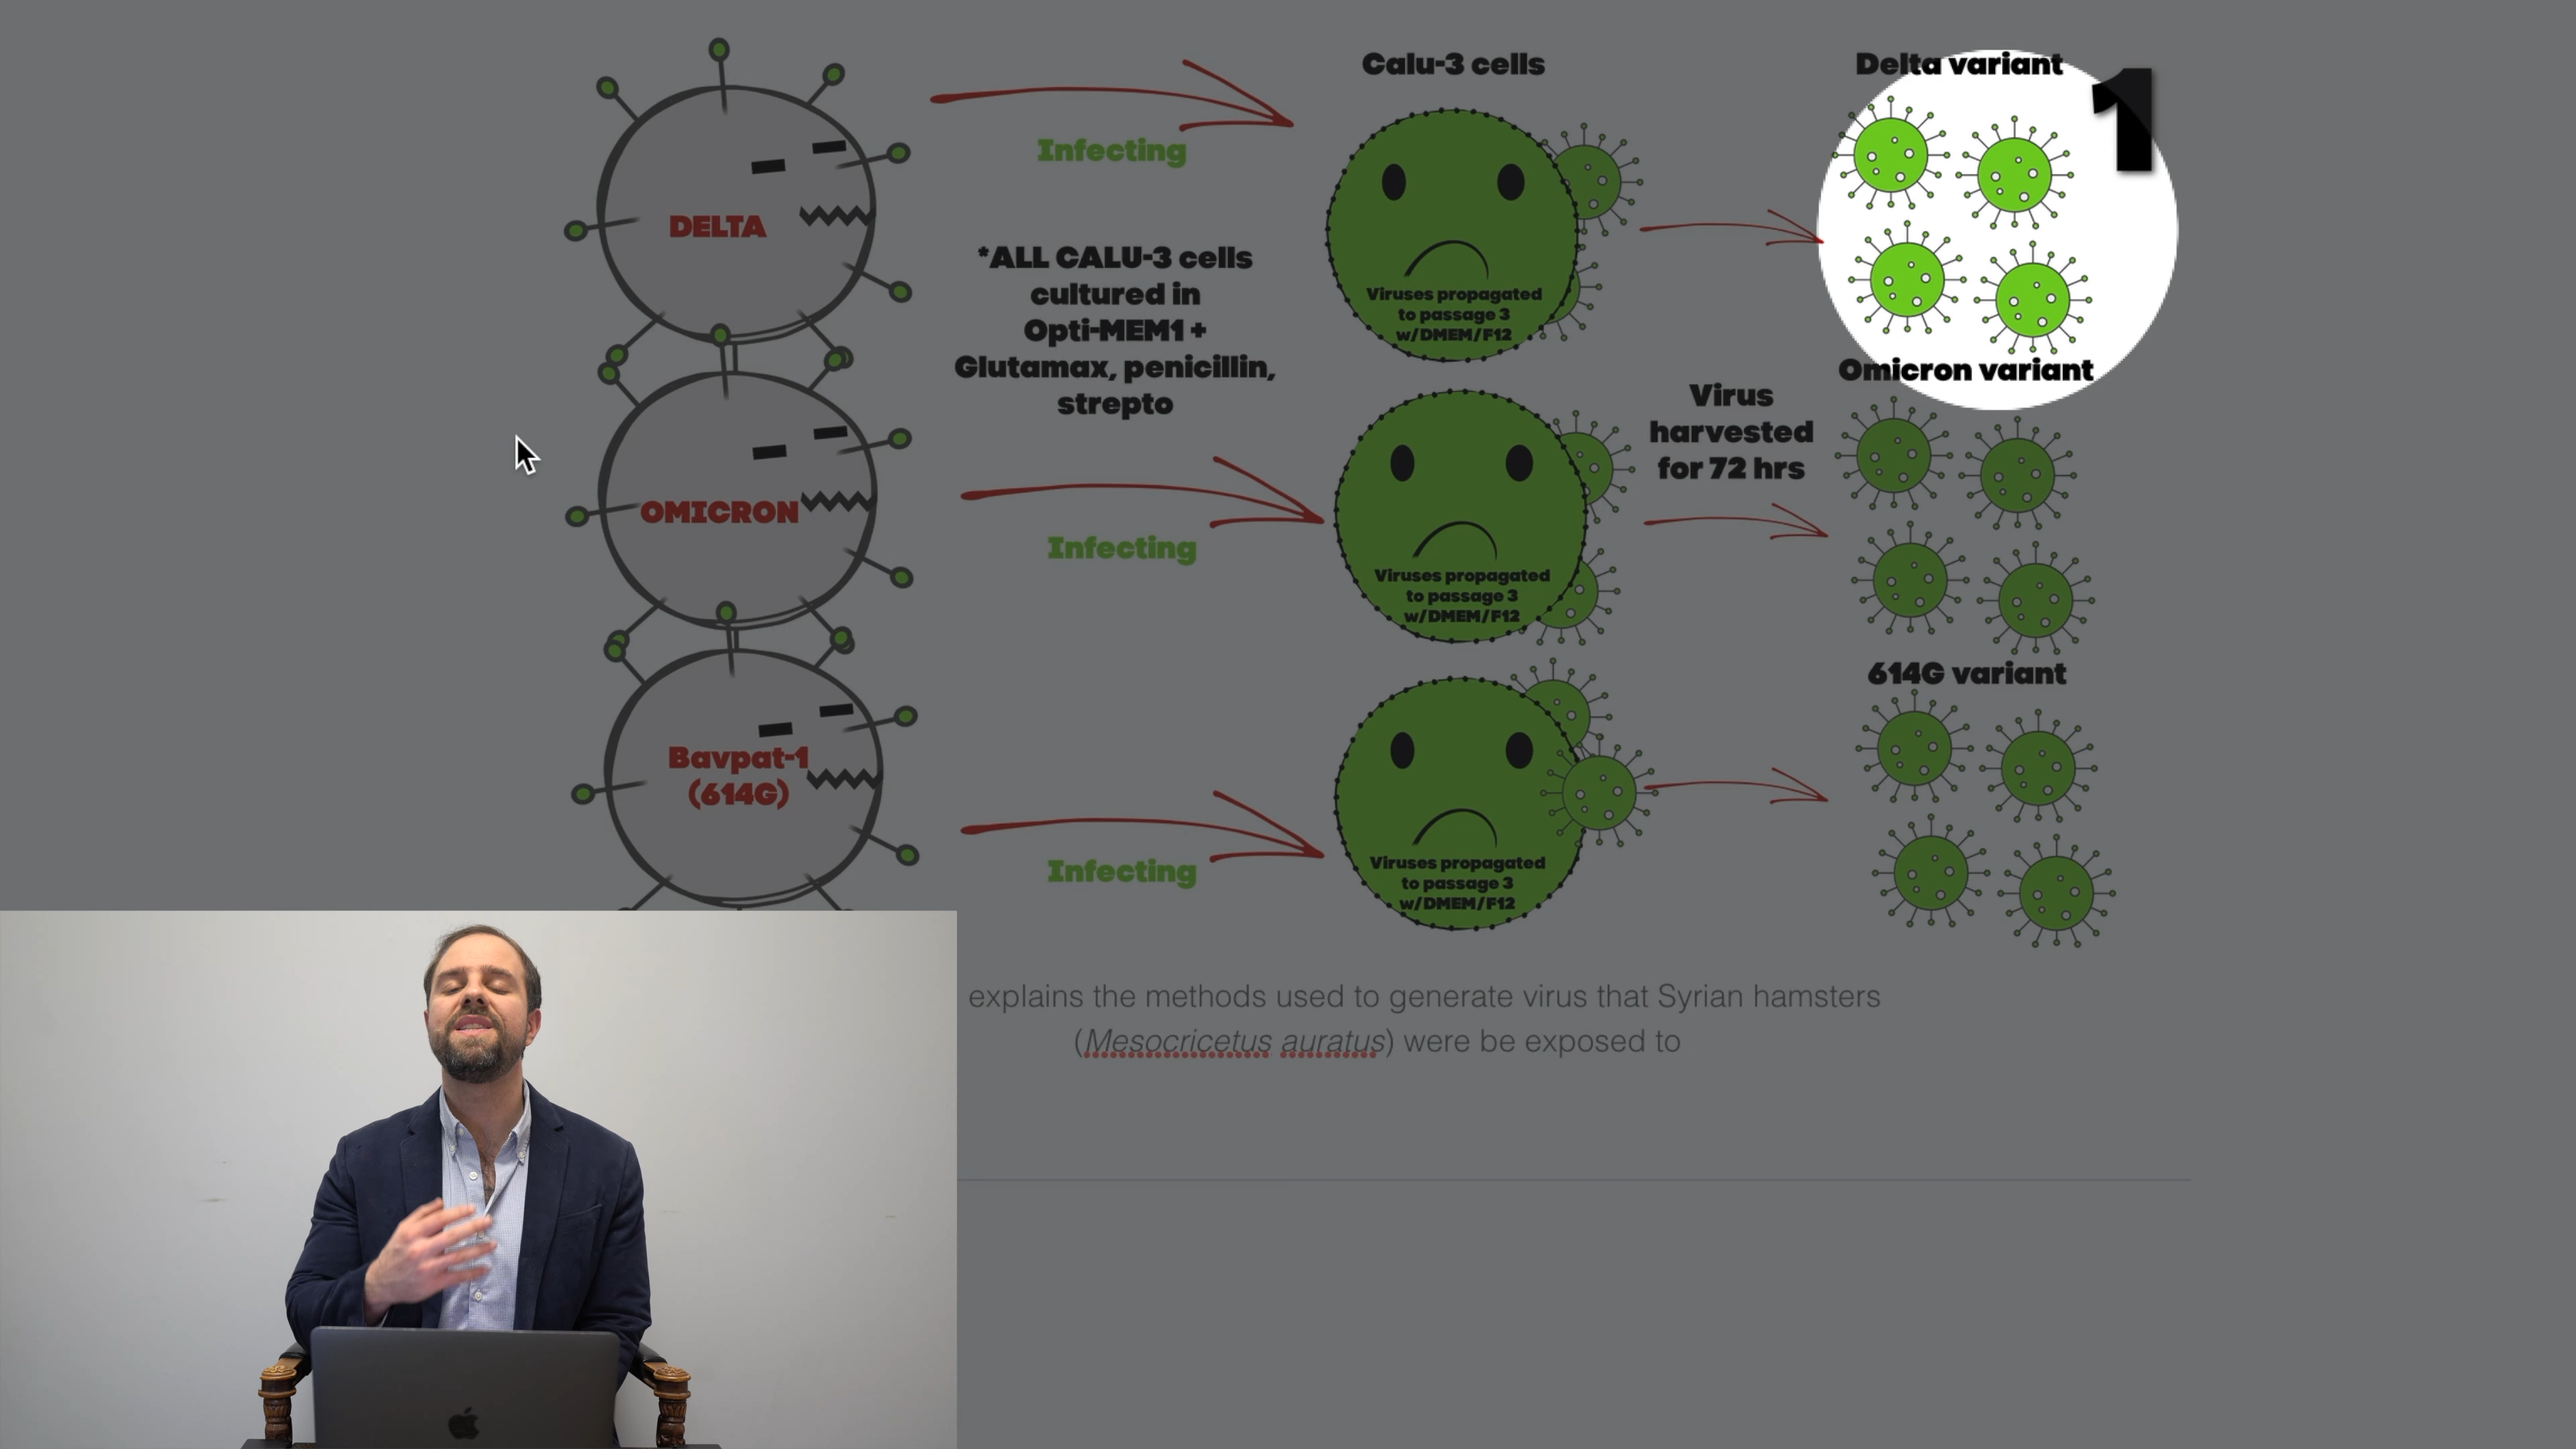 Calu-3 cells
Delta variant
1
Infecting
DELTA
*ALL CALU-3 cells
cultured in
Opti-MEM1 +
Glutamax, penicillin,
strepto
Viruses propagated
to passage 3
w/DMEM/F12
Omicron variant
Virus
harvested
for 72 hrs
OMICRON
Infecting
Viruses propagated
to passage 3
w/DMEM/F12
614G variant
Bavpat-1
(614G)
Infecting
Viruses propagated
to passage 3
w/DMEM/F12
explains the methods used to generate virus that Syrian hamsters
(Mesocricetus auratus) were be exposed to